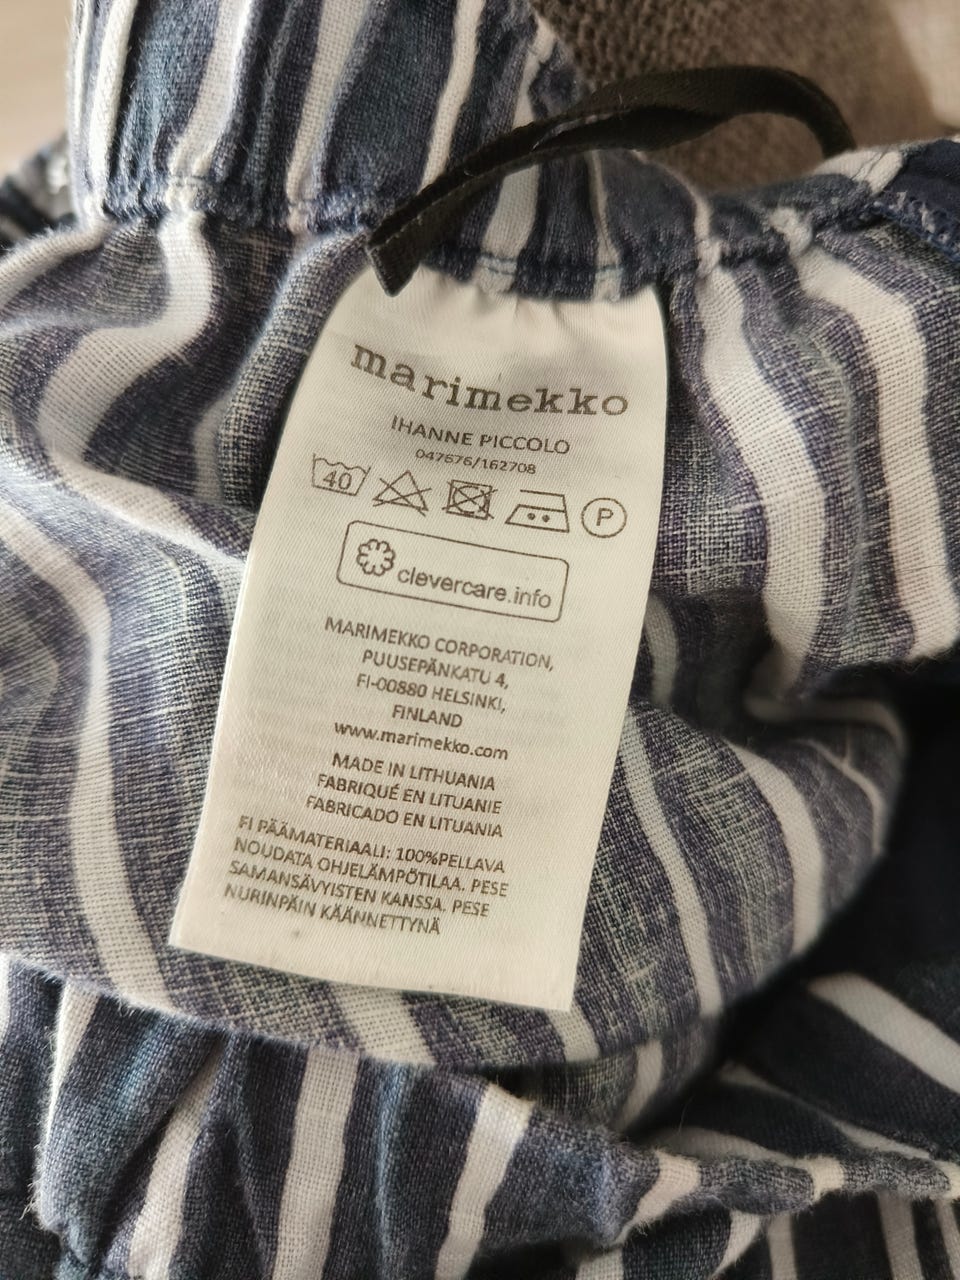 marimekko
IHANNE PICCOLO
047676/162708
40
P
clevercare.info
MARIMEKKO CORPORATION,
PUUSEPÄNKATU 4,
FI-00880 HELSINKI,
FINLAND
www.marimekko.com
MADE IN LITHUANIA
FABRIQUÉ EN LITUANIE
FABRICADO EN LITUANIA
FI PÄÄMATERIAALI: 100%PELLAVA
NOUDATA OHJELÄMPÖTILAA. PESE
SAMANSÄVYISTEN KANSSA. PESE
NURINPÄIN KÄÄNNETTYNÄ